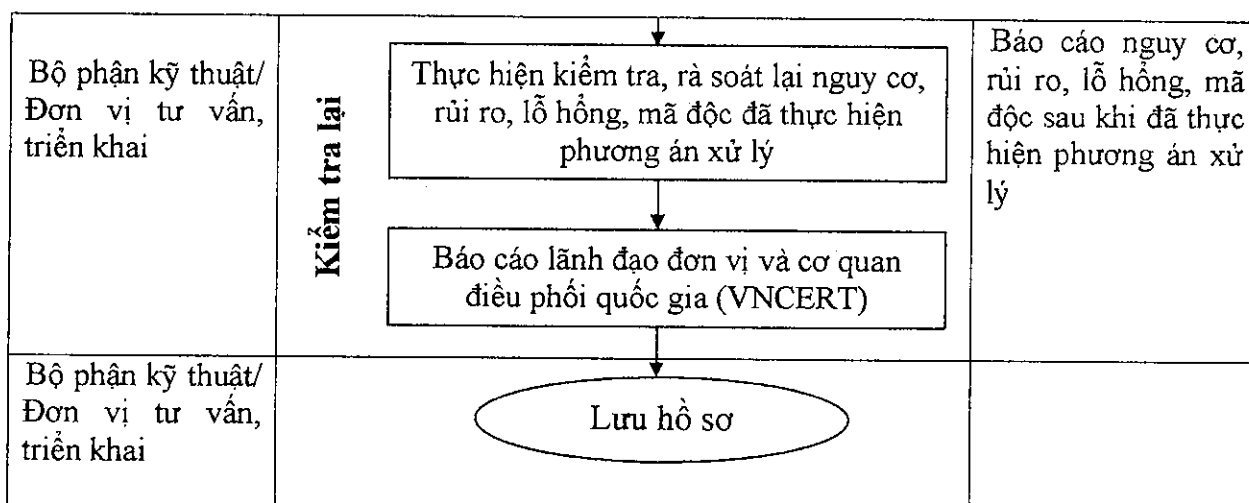 Bộ phận kỹ thuật/
Đơn vị tư vấn,
triển khai
Kiểm tra lại
Thực hiện kiểm tra, rà soát lại nguy cơ,
rủi ro, lỗ hổng, mã độc đã thực hiện
phương án xử lý
Báo cáo lãnh đạo đơn vị và cơ quan
điều phối quốc gia (VNCERT)
Báo cáo nguy cơ,
rủi ro, lỗ hổng, mã
độc sau khi đã thực
hiện phương án xử
lý
Bộ phận kỹ thuật/
Đơn vị tư vấn,
triển khai
Lưu hồ sơ